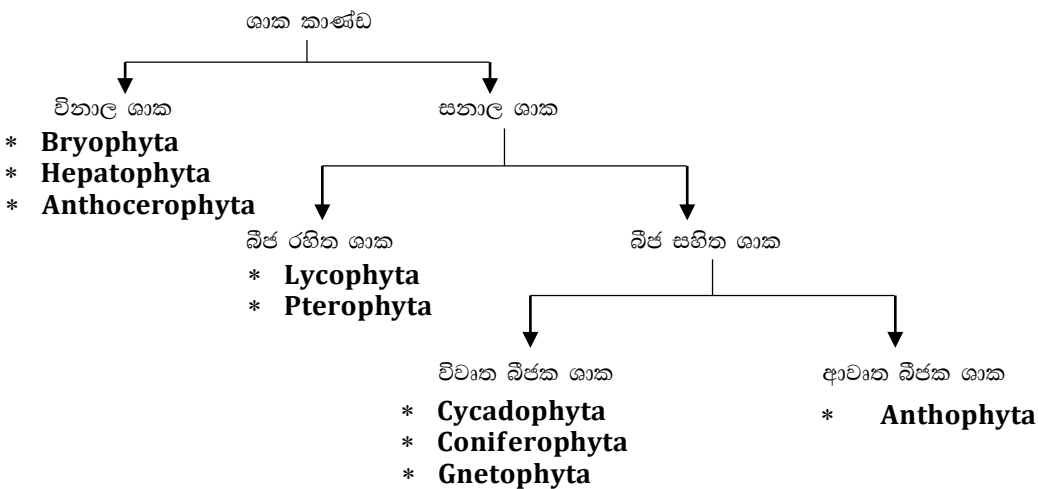 ශාක කාණ්ඩ
විනාල ශාක
* Bryophyta
* Hepatophyta
* Anthocerophyta
සනාල ශාක
බීජ රහිත ශාක
* Lycophyta
* Pterophyta
බීජ සහිත ශාක
විවෘත බීජක ශාක
* Cycadophyta
* Coniferophyta
* Gnetophyta
ආවෘත බීජක ශාක
* Anthophyta